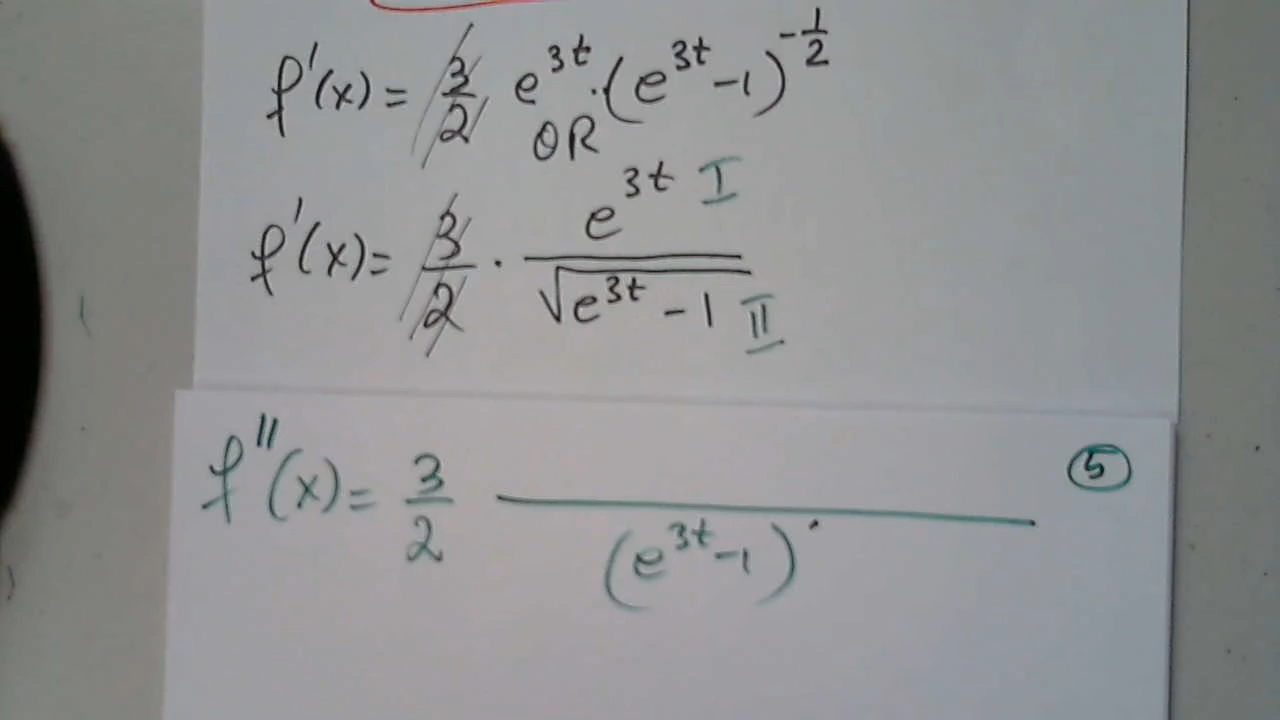 f'(x) = 3/2 e^3t · (e^3t - 1)^-1/2
OR
f'(x) = 3/2 · e^3t I / √e^3t - 1 II
5
f''(x) = 3/2 ——— / (e^3t - 1)